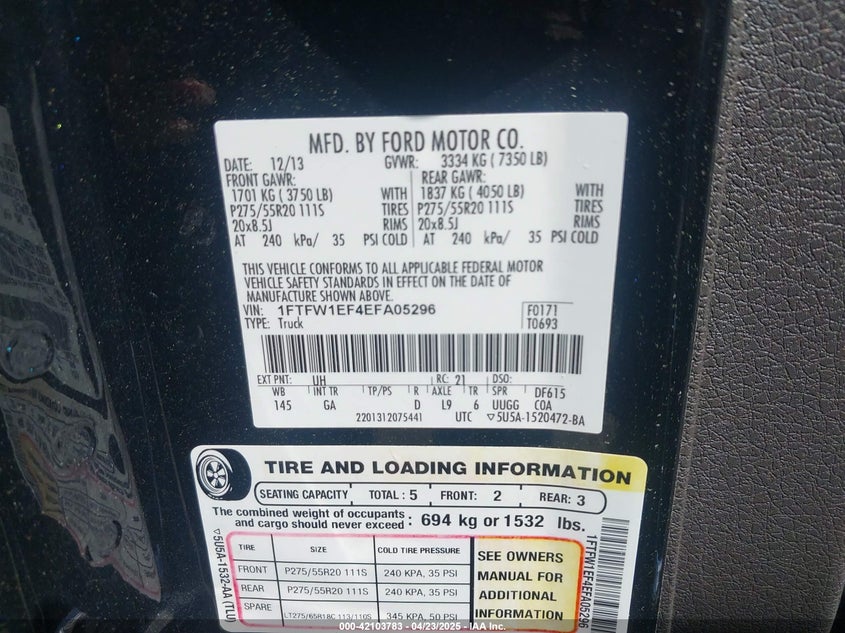 MFD. BY FORD MOTOR CO.
DATE: 12/13 GVWR: 3334 KG ( 7350 LB)
FRONT GAWR: REAR GAWR:
1701 KG ( 3750 LB) WITH 1837 KG ( 4050 LB) WITH
P275/55R20 111S TIRES P275/55R20 111S TIRES
20x8.5J RIMS 20x8.5J RIMS
AT 240 kPa/ 35 PSI COLD AT 240 kPa/ 35 PSI COLD
THIS VEHICLE CONFORMS TO ALL APPLICABLE FEDERAL MOTOR
VEHICLE SAFETY STANDARDS IN EFFECT ON THE DATE OF
MANUFACTURE SHOWN ABOVE.
VIN: 1FTFW1EF4EFA05296 F0171
TYPE: Truck T0693
EXT PNT: UH RC: 21 DSO:
WB INT TR TP/PS R AXLE TR SPR DF615
145 GA D L9 6 UUGG COA
2201312075441 UTC ▽5U5A-1520472-BA
TIRE AND LOADING INFORMATION
SEATING CAPACITY TOTAL : 5 FRONT: 2 REAR: 3
The combined weight of occupants
and cargo should never exceed : 694 kg or 1532 lbs.
TIRE SIZE COLD TIRE PRESSURE
FRONT P275/55R20 111S 240 KPA, 35 PSI
REAR P275/55R20 111S 240 KPA, 35 PSI
SPARE LT275/65R18C 113/110S 345 KPA, 50 PSI
SEE OWNERS
MANUAL FOR
ADDITIONAL
INFORMATION
▽5U5A-1532-AA (TLU)
1FTFW1EF4EFA05296
000-42103783 - 04/23/2025 - IAA Inc.